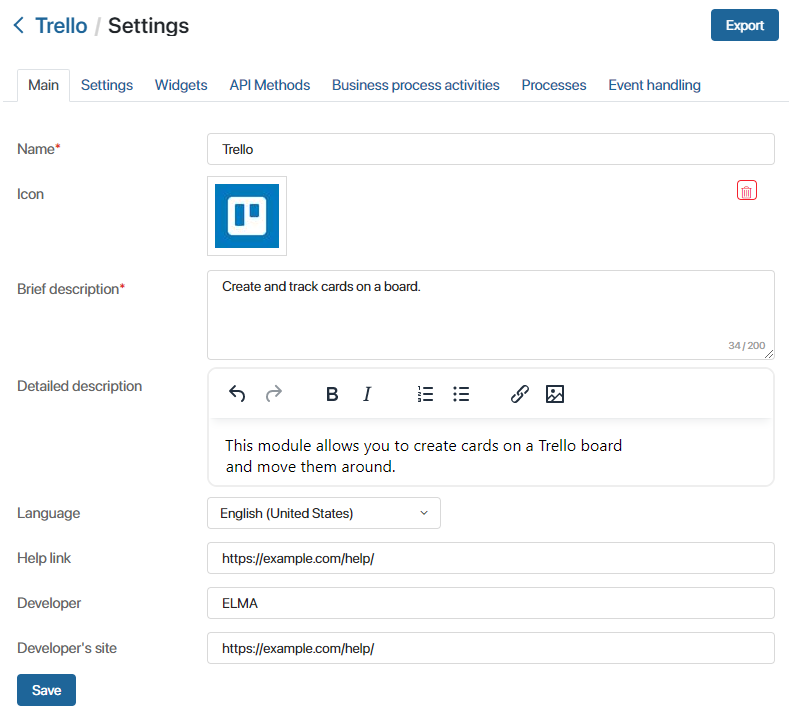 Trello / Settings
Export
Main Settings Widgets API Methods Business process activities Processes Event handling
Name* Trello
Icon
Brief description* Create and track cards on a board.
34 / 200
Detailed description
B I
This module allows you to create cards on a Trello board
and move them around.
Language English (United States)
Help link https://example.com/help/
Developer ELMA
Developer's site https://example.com/help/
Save